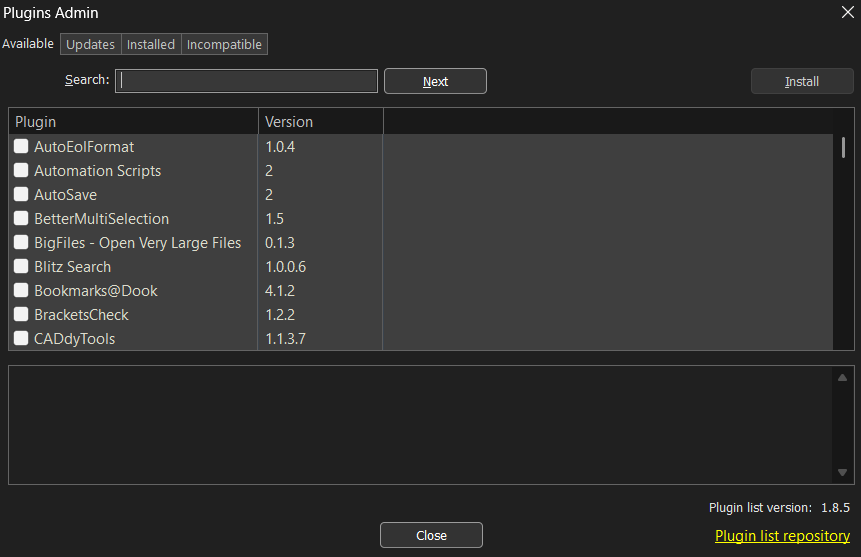 Plugins Admin
Available Updates Installed Incompatible
Search: Next Install
Plugin Version
AutoEolFormat 1.0.4
Automation Scripts 2
AutoSave 2
BetterMultiSelection 1.5
BigFiles - Open Very Large Files 0.1.3
Blitz Search 1.0.0.6
Bookmarks@Dook 4.1.2
BracketsCheck 1.2.2
CADdyTools 1.1.3.7
Plugin list version: 1.8.5
Close
Plugin list repository